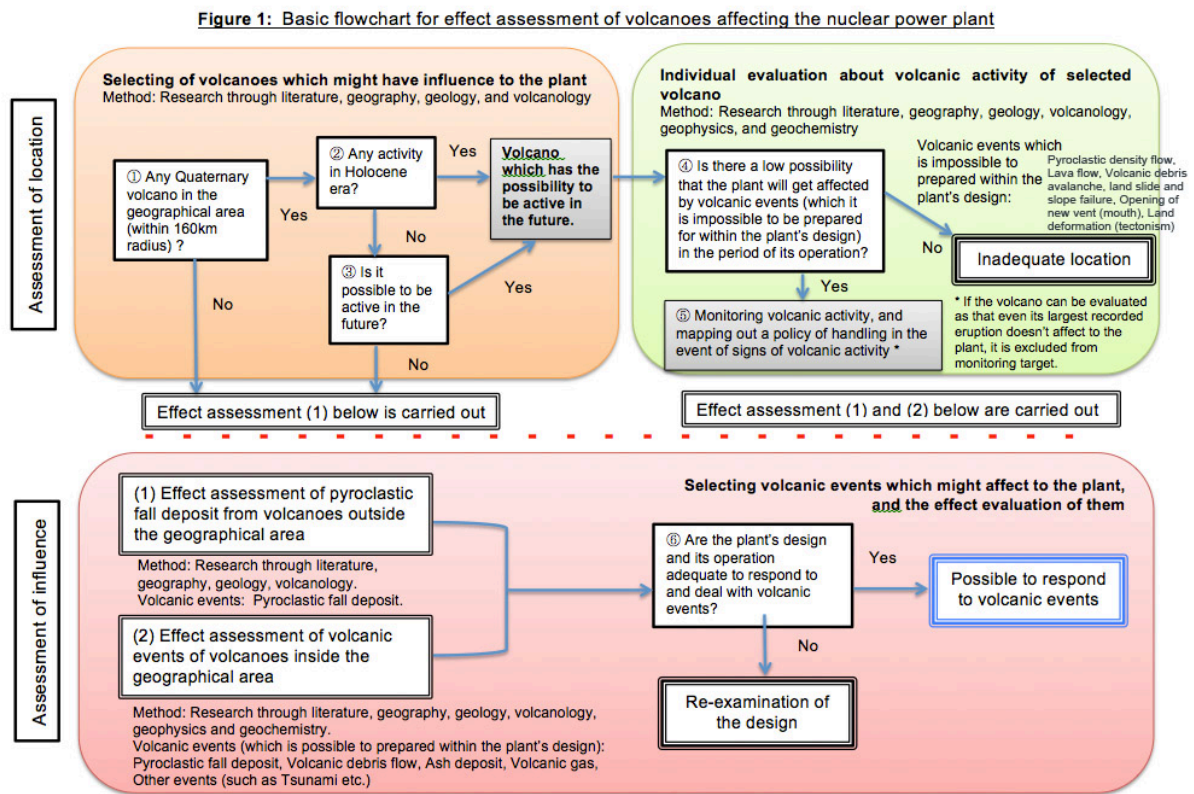 Figure 1: Basic flowchart for effect assessment of volcanoes affecting the nuclear power plant
Assessment of location
Selecting of volcanoes which might have influence to the plant
Method: Research through literature, geography, geology, and volcanology
① Any Quaternary
volcano in the
geographical area
(within 160km
radius) ?
Yes
No
② Any activity
in Holocene
era?
Yes
No
③ Is it
possible to be
active in the
future?
Yes
No
Volcano
which has the
possibility to
be active in
the future.
Effect assessment (1) below is carried out
Individual evaluation about volcanic activity of selected
volcano
Method: Research through literature, geography, geology, volcanology,
geophysics, and geochemistry
④ Is there a low possibility
that the plant will get affected
by volcanic events (which it
is impossible to be prepared
for within the plant's design)
in the period of its operation?
Volcanic events which
is impossible to
prepared within the
plant's design:
Pyroclastic density flow,
Lava flow, Volcanic debris
avalanche, land slide and
slope failure, Opening of
new vent (mouth), Land
deformation (tectonism)
No
Inadequate location
Yes
⑤ Monitoring volcanic activity, and
mapping out a policy of handling in the
event of signs of volcanic activity *
* If the volcano can be evaluated
as that even its largest recorded
eruption doesn't affect to the
plant, it is excluded from
monitoring target.
Effect assessment (1) and (2) below are carried out
Assessment of influence
(1) Effect assessment of pyroclastic
fall deposit from volcanoes outside
the geographical area
Method: Research through literature,
geography, geology, volcanology.
Volcanic events: Pyroclastic fall deposit.
(2) Effect assessment of volcanic
events of volcanoes inside the
geographical area
Method: Research through literature, geography, geology, volcanology,
geophysics and geochemistry.
Volcanic events (which is possible to prepared within the plant's design):
Pyroclastic fall deposit, Volcanic debris flow, Ash deposit, Volcanic gas,
Other events (such as Tsunami etc.)
Selecting volcanic events which might affect to the plant,
and the effect evaluation of them
⑥ Are the plant's design
and its operation
adequate to respond to
and deal with volcanic
events?
Yes
Possible to respond
to volcanic events
No
Re-examination of
the design